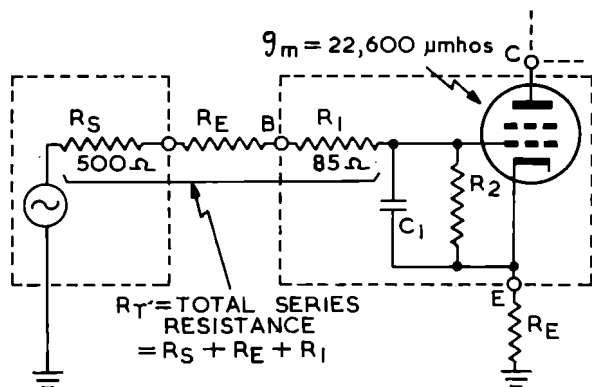 gm = 22,600 µmhos
C
RS
RE
B
R1
500Ω
85Ω
R2
C1
E
RT = TOTAL SERIES
RESISTANCE
= RS + RE + R1
RE